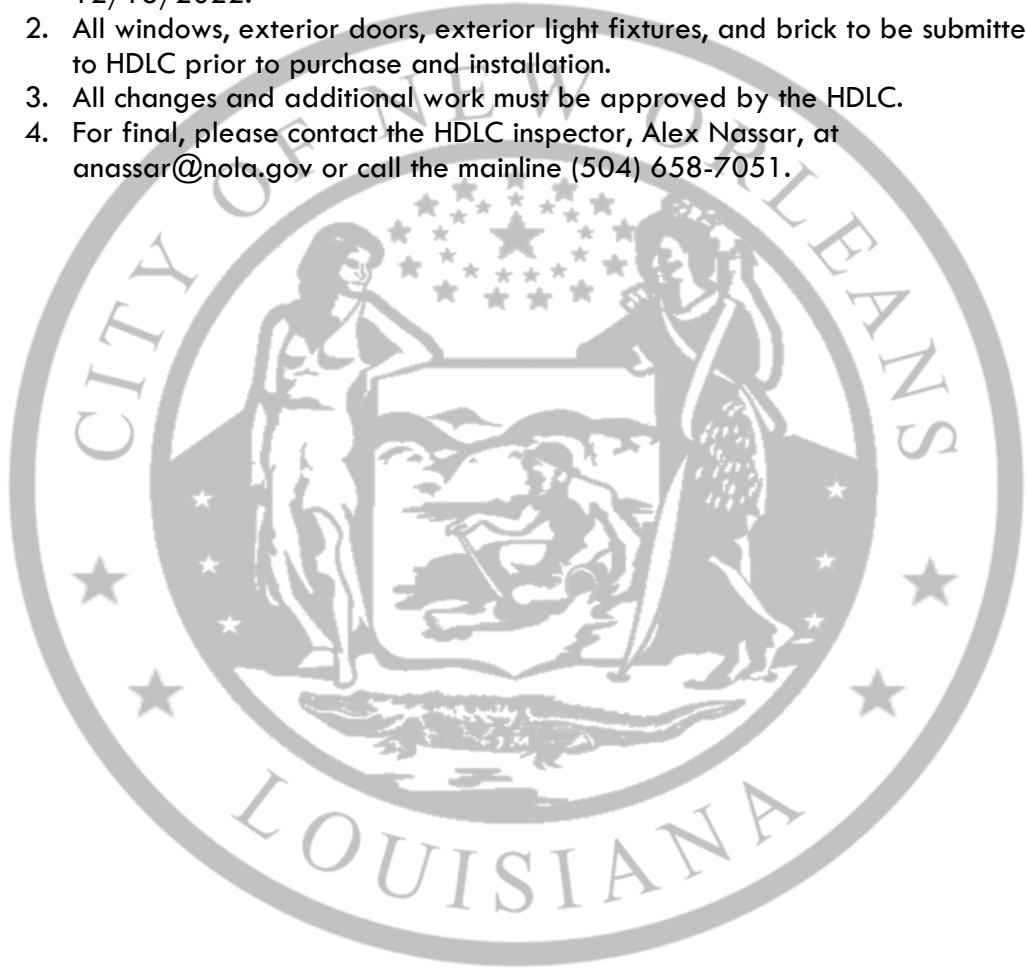 2. All windows, exterior doors, exterior light fixtures, and brick to be submitte
to HDLC prior to purchase and installation.
3. All changes and additional work must be approved by the HDLC.
4. For final, please contact the HDLC inspector, Alex Nassar, at
anassar@nola.gov or call the mainline (504) 658-7051.
CITY OF NEW ORLEANS
LOUISIANA